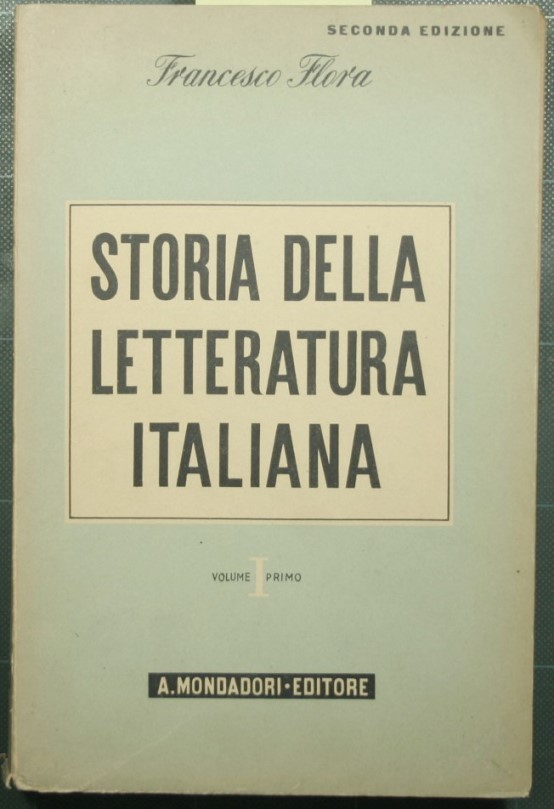 SECONDA EDIZIONE
Francesco Flora
STORIA DELLA
LETTERATURA
ITALIANA
VOLUME I PRIMO
A. MONDADORI · EDITORE